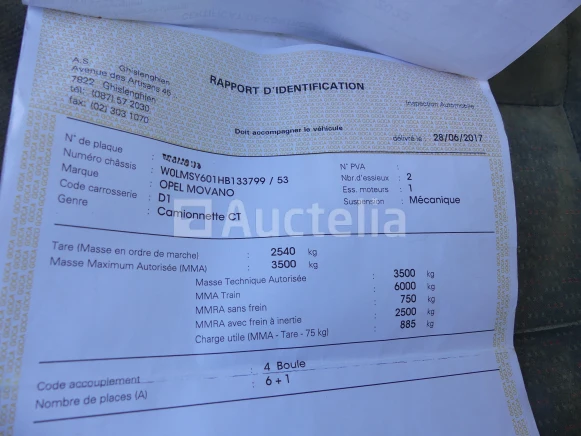 A.S. Ghislenghien
Avenue des Artisans 46
7822 Ghislenghien
tél: (087) 57 2030
fax: (02) 303 1070
RAPPORT D'IDENTIFICATION
Inspection Automobile
Doit accompagner le véhicule
délivré le : 28/06/2017
N° de plaque :
Numéro châssis : W0LMSY601HB133799 / 53
Marque : OPEL MOVANO
Code carrosserie : D1
Genre : Camionnette CT
N° PVA :
Nbr.d'essieux : 2
Ess. moteurs : 1
Suspension : Mécanique
Auctelia
Tare (Masse en ordre de marche) : 2540 kg
Masse Maximum Autorisée (MMA) : 3500 kg
Masse Technique Autorisée : 3500 kg
MMA Train : 6000 kg
MMRA sans frein : 750 kg
MMRA avec frein à inertie : 2500 kg
Charge utile (MMA - Tare - 75 kg) : 885 kg
Code accouplement : 4 Boule
Nombre de places (A) : 6 + 1